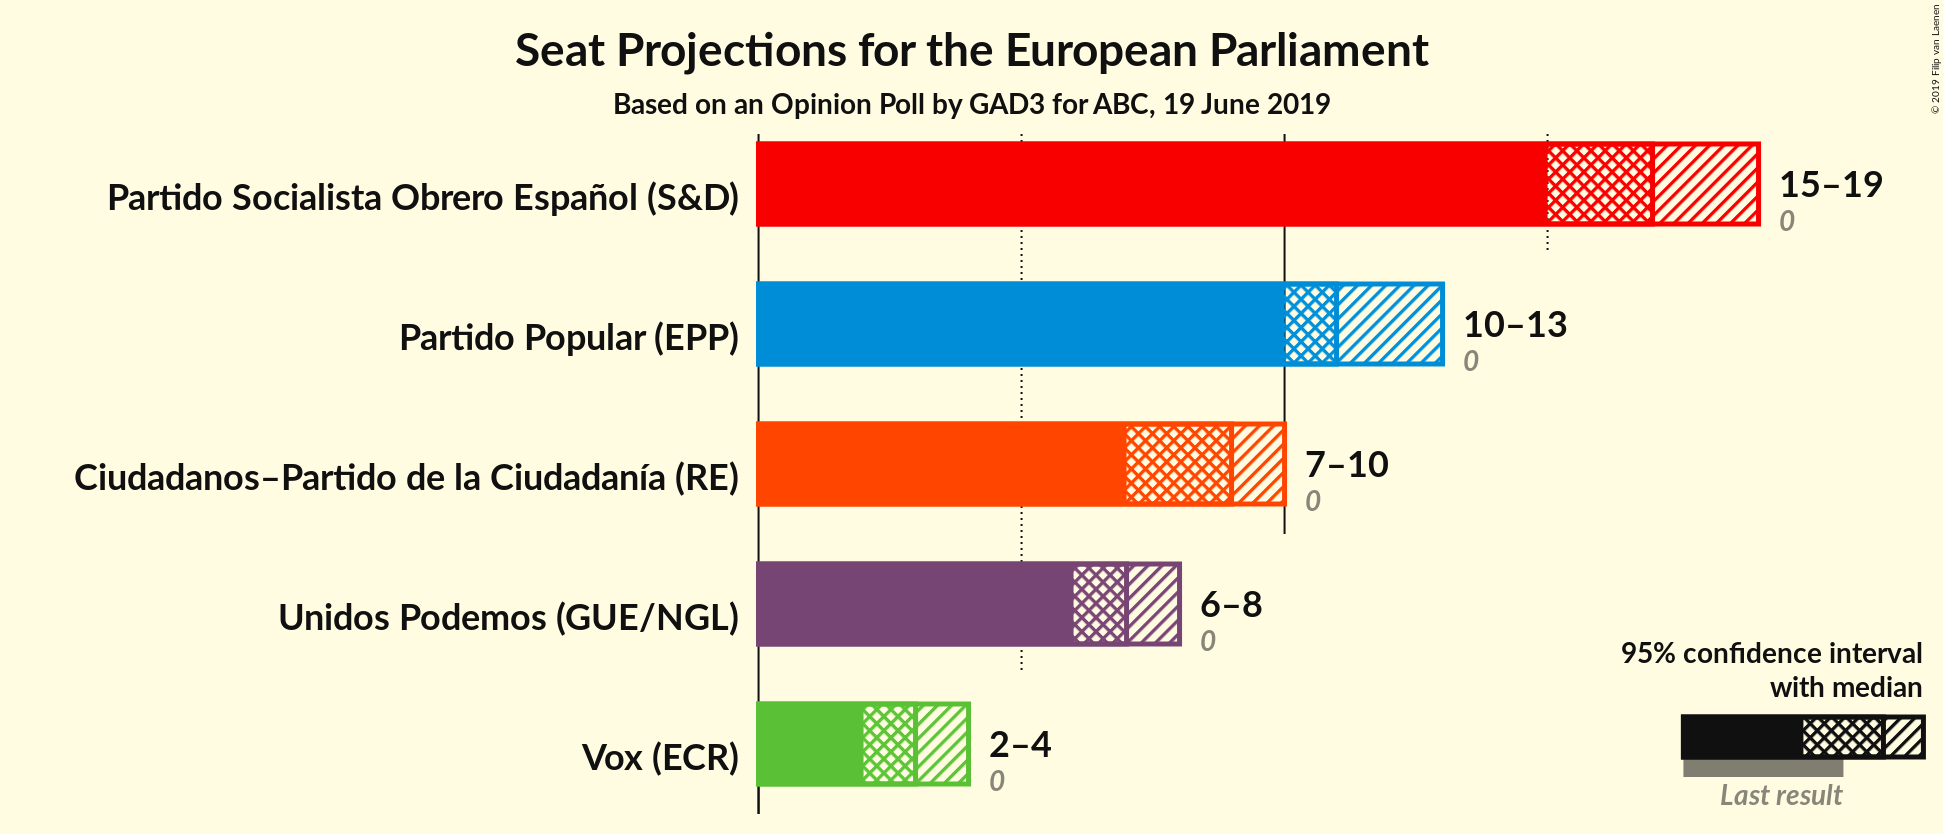 Seat Projections for the European Parliament
Based on an Opinion Poll by GAD3 for ABC, 19 June 2019
© 2019 Filip van Laenen
Partido Socialista Obrero Español (S&D)
15–19
0
Partido Popular (EPP)
10–13
0
Ciudadanos–Partido de la Ciudadanía (RE)
7–10
0
Unidos Podemos (GUE/NGL)
6–8
0
Vox (ECR)
2–4
0
95% confidence interval
with median
Last result